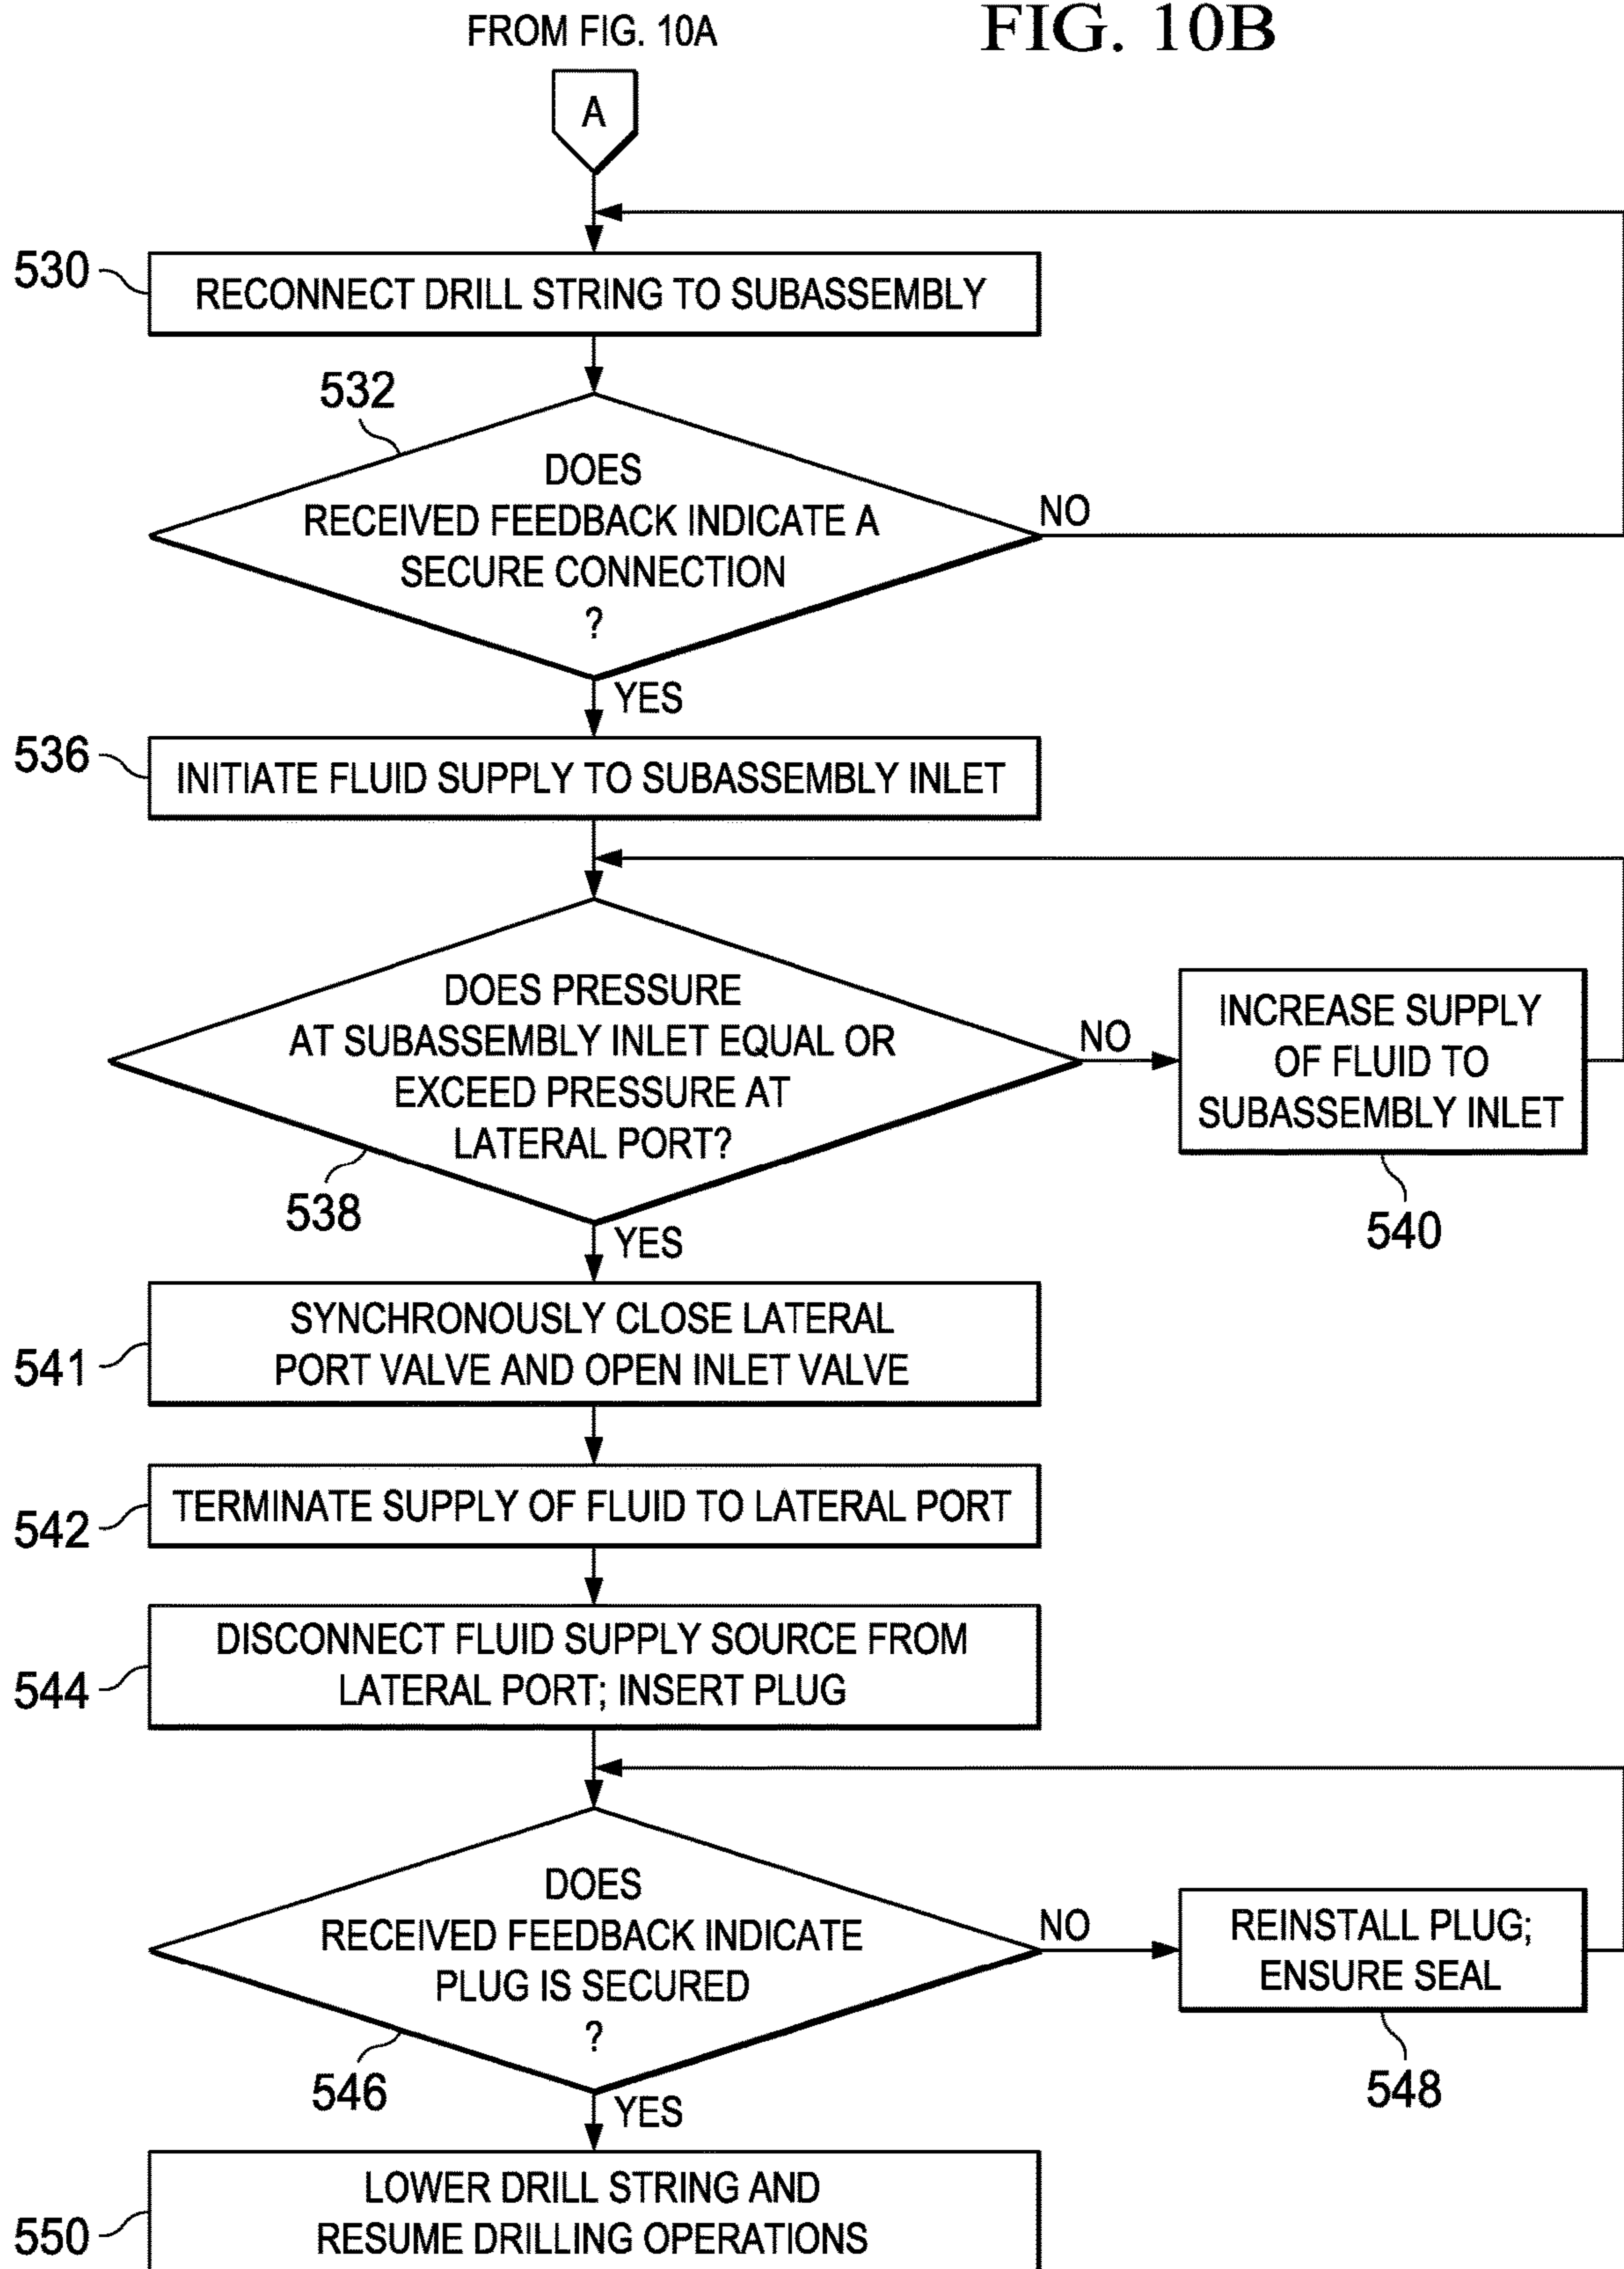 FROM FIG. 10A
FIG. 10B
A
530
RECONNECT DRILL STRING TO SUBASSEMBLY
532
DOES
RECEIVED FEEDBACK INDICATE A
SECURE CONNECTION
?
NO
YES
536
INITIATE FLUID SUPPLY TO SUBASSEMBLY INLET
DOES PRESSURE
AT SUBASSEMBLY INLET EQUAL OR
EXCEED PRESSURE AT
LATERAL PORT?
538
NO
INCREASE SUPPLY
OF FLUID TO
SUBASSEMBLY INLET
540
YES
541
SYNCHRONOUSLY CLOSE LATERAL
PORT VALVE AND OPEN INLET VALVE
542
TERMINATE SUPPLY OF FLUID TO LATERAL PORT
544
DISCONNECT FLUID SUPPLY SOURCE FROM
LATERAL PORT; INSERT PLUG
DOES
RECEIVED FEEDBACK INDICATE
PLUG IS SECURED
?
546
NO
REINSTALL PLUG;
ENSURE SEAL
548
YES
550
LOWER DRILL STRING AND
RESUME DRILLING OPERATIONS